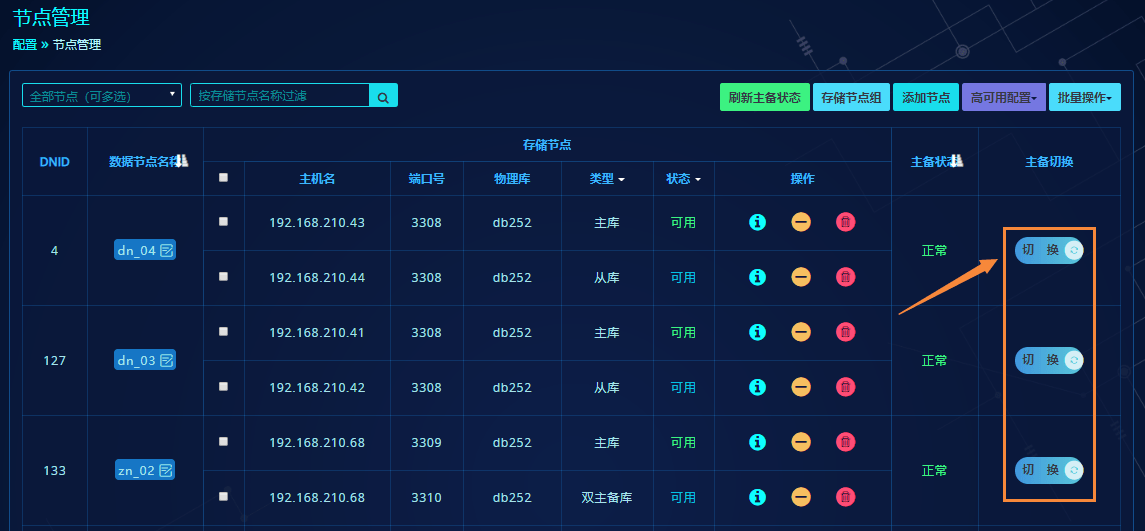 节点管理
配置 » 节点管理
全部节点（可多选）
按存储节点名称过滤
刷新主备状态 存储节点组 添加节点 高可用配置 批量操作
DNID 数据节点名称 存储节点 主备状态 主备切换
主机名 端口号 物理库 类型 状态 操作
4 dn_04 正常 切 换
192.168.210.43 3308 db252 主库 可用
192.168.210.44 3308 db252 从库 可用
127 dn_03 正常 切 换
192.168.210.41 3308 db252 主库 可用
192.168.210.42 3308 db252 从库 可用
133 zn_02 正常 切 换
192.168.210.68 3309 db252 主库 可用
192.168.210.68 3310 db252 双主备库 可用